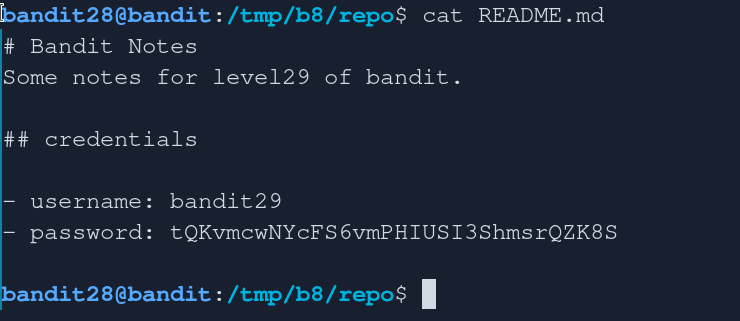 bandit28@bandit:/tmp/b8/repo$ cat README.md
# Bandit Notes
Some notes for level29 of bandit.
## credentials
- username: bandit29
- password: tQKvmcwNYcFS6vmPHIUSI3ShmsrQZK8S
bandit28@bandit:/tmp/b8/repo$